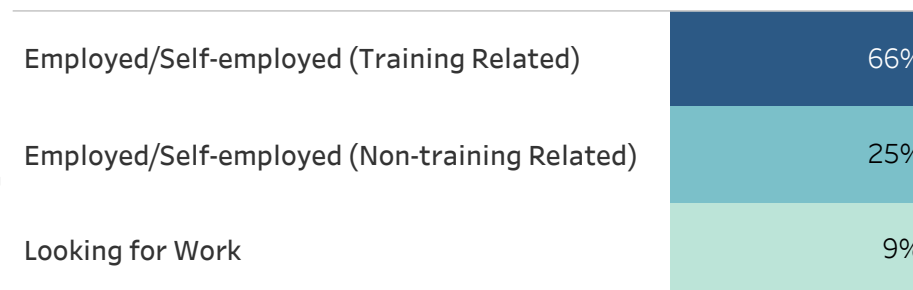 Employed/Self-employed (Training Related) 66%
Employed/Self-employed (Non-training Related) 25%
Looking for Work 9%